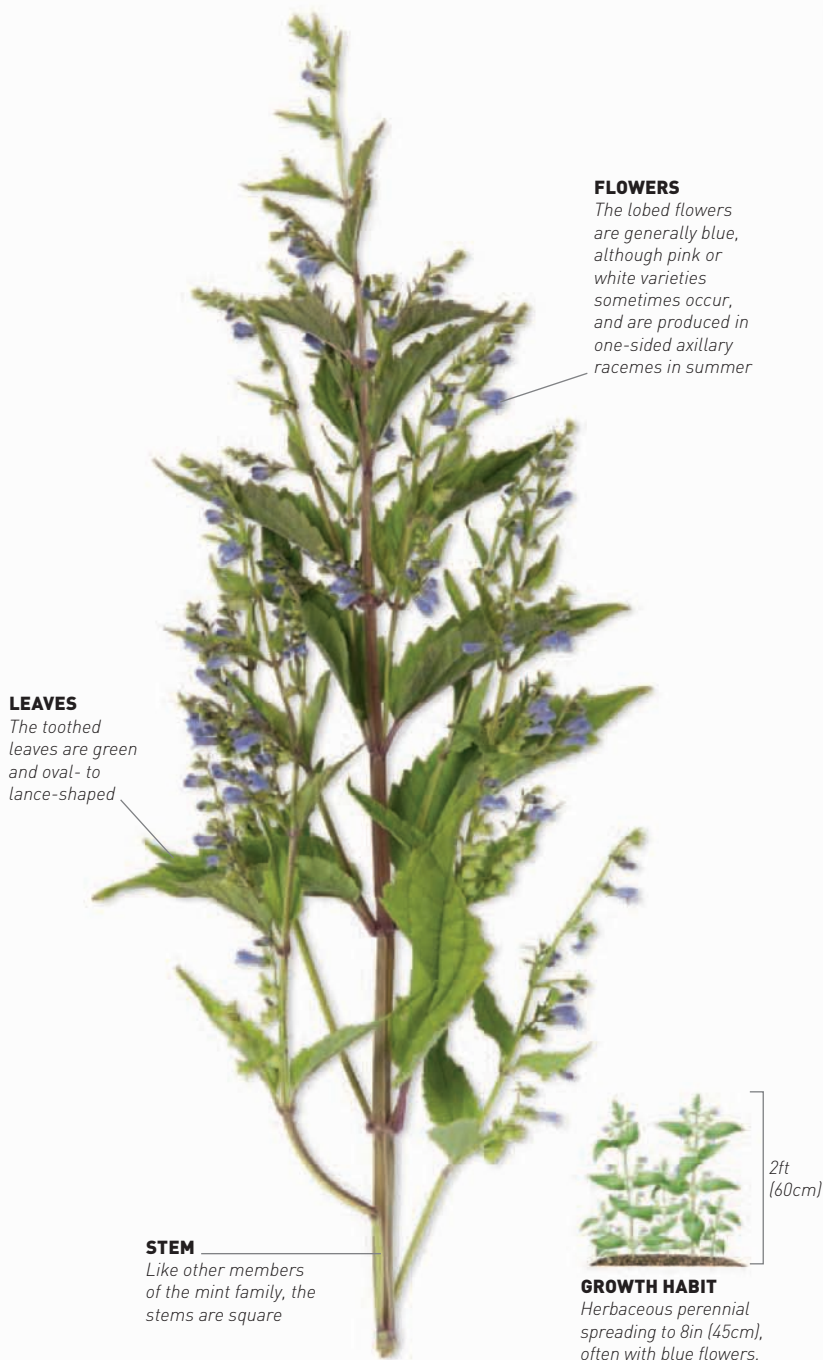 FLOWERS
The lobed flowers
are generally blue,
although pink or
white varieties
sometimes occur,
and are produced in
one-sided axillary
racemes in summer
LEAVES
The toothed
leaves are green
and oval- to
lance-shaped
STEM
Like other members
of the mint family, the
stems are square
2ft
(60cm)
GROWTH HABIT
Herbaceous perennial
spreading to 8in (45cm),
often with blue flowers.